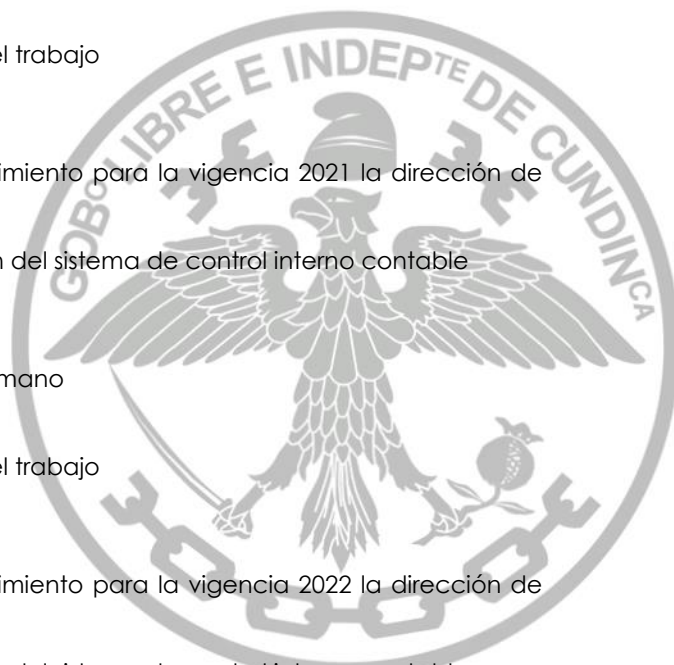 el trabajo
GOBº LIBRE E INDEPTE DE CUNDINCA
imiento para la vigencia 2021 la dirección de
n del sistema de control interno contable
mano
el trabajo
imiento para la vigencia 2022 la dirección de